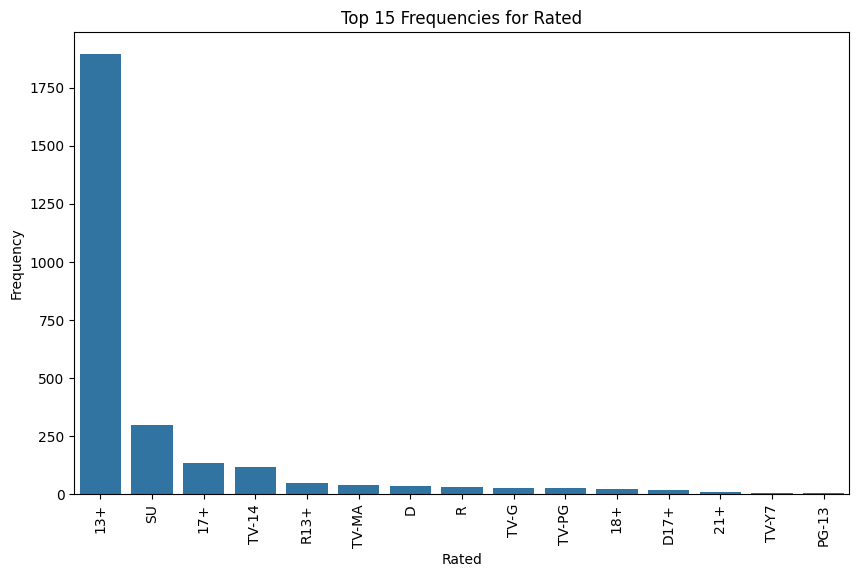 Top 15 Frequencies for Rated
Frequency
1750
1500
1250
1000
750
500
250
0
13+
SU
17+
TV-14
R13+
TV-MA
D
R
TV-G
TV-PG
18+
D17+
21+
TV-Y7
PG-13
Rated